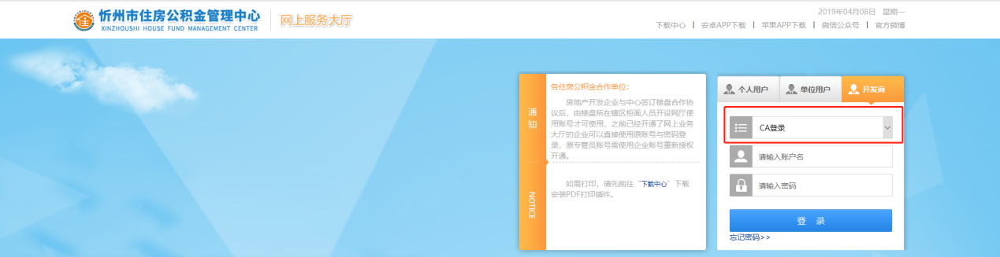 忻州市住房公积金管理中心
XINZHOUSHI HOUSE FUND MANAGEMENT CENTER
网上服务大厅
2019年04月08日 星期一
下载中心 | 安卓APP下载 | 苹果APP下载 | 微信公众号 | 官方微博
通知
NOTICE
各住房公积金合作单位:
房地产开发企业与中心签订楼盘合作协
议后，由楼盘所在辖区柜面人员开设网厅使
用账号才可使用，之前已经开通了网上业务
大厅的企业可以直接使用原账号与密码登
录，原专管员账号需使用企业账号重新授权
开通。
如需打印，请先前往“下载中心”下载
安装PDF打印插件。
个人用户 单位用户 开发商
CA登录
请输入账户名
请输入密码
登 录
忘记密码>>